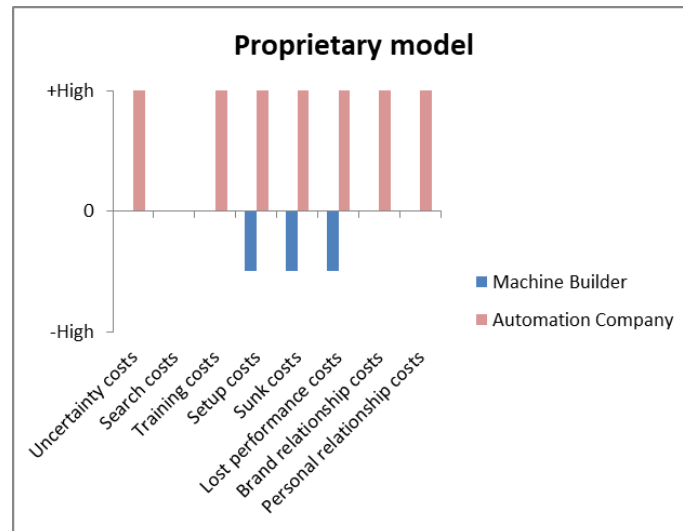 Proprietary model
+High
0
-High
Machine Builder
Automation Company
Uncertainty costs
Search costs
Training costs
Setup costs
Sunk costs
Lost performance costs
Brand relationship costs
Personal relationship costs